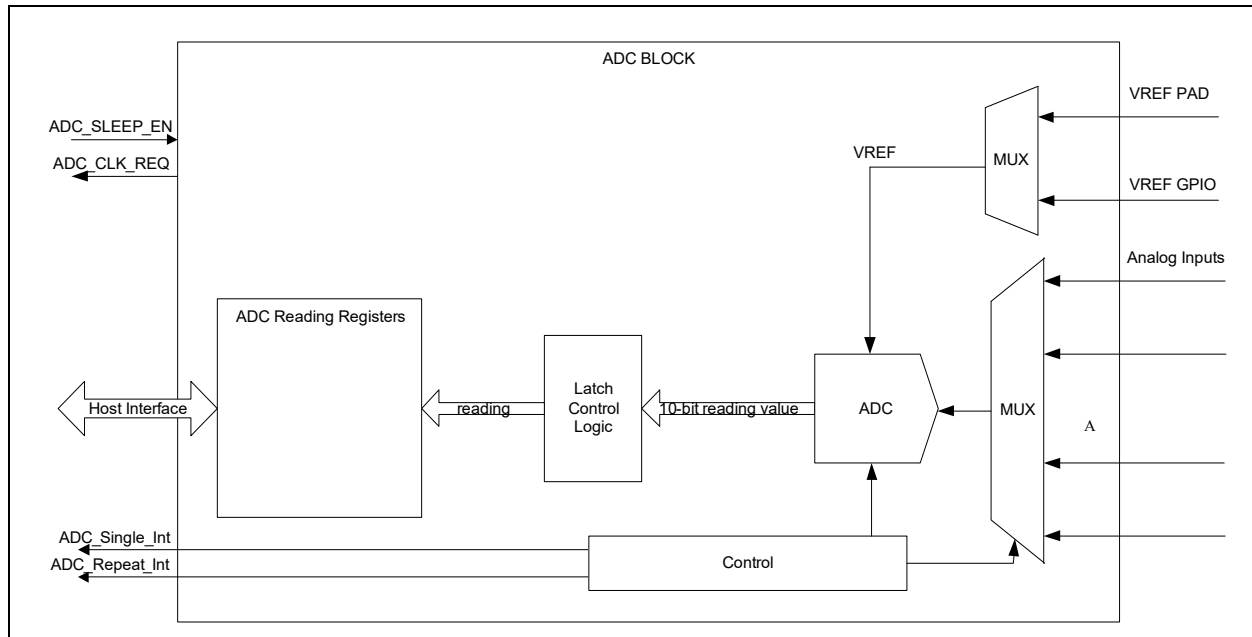 ADC BLOCK
VREF PAD
ADC_SLEEP_EN
VREF
MUX
ADC_CLK_REQ
VREF GPIO
Analog Inputs
ADC Reading Registers
Latch
Control
Logic
Host Interface
reading
10-bit reading value
ADC
MUX
A
ADC_Single_Int
ADC_Repeat_Int
Control